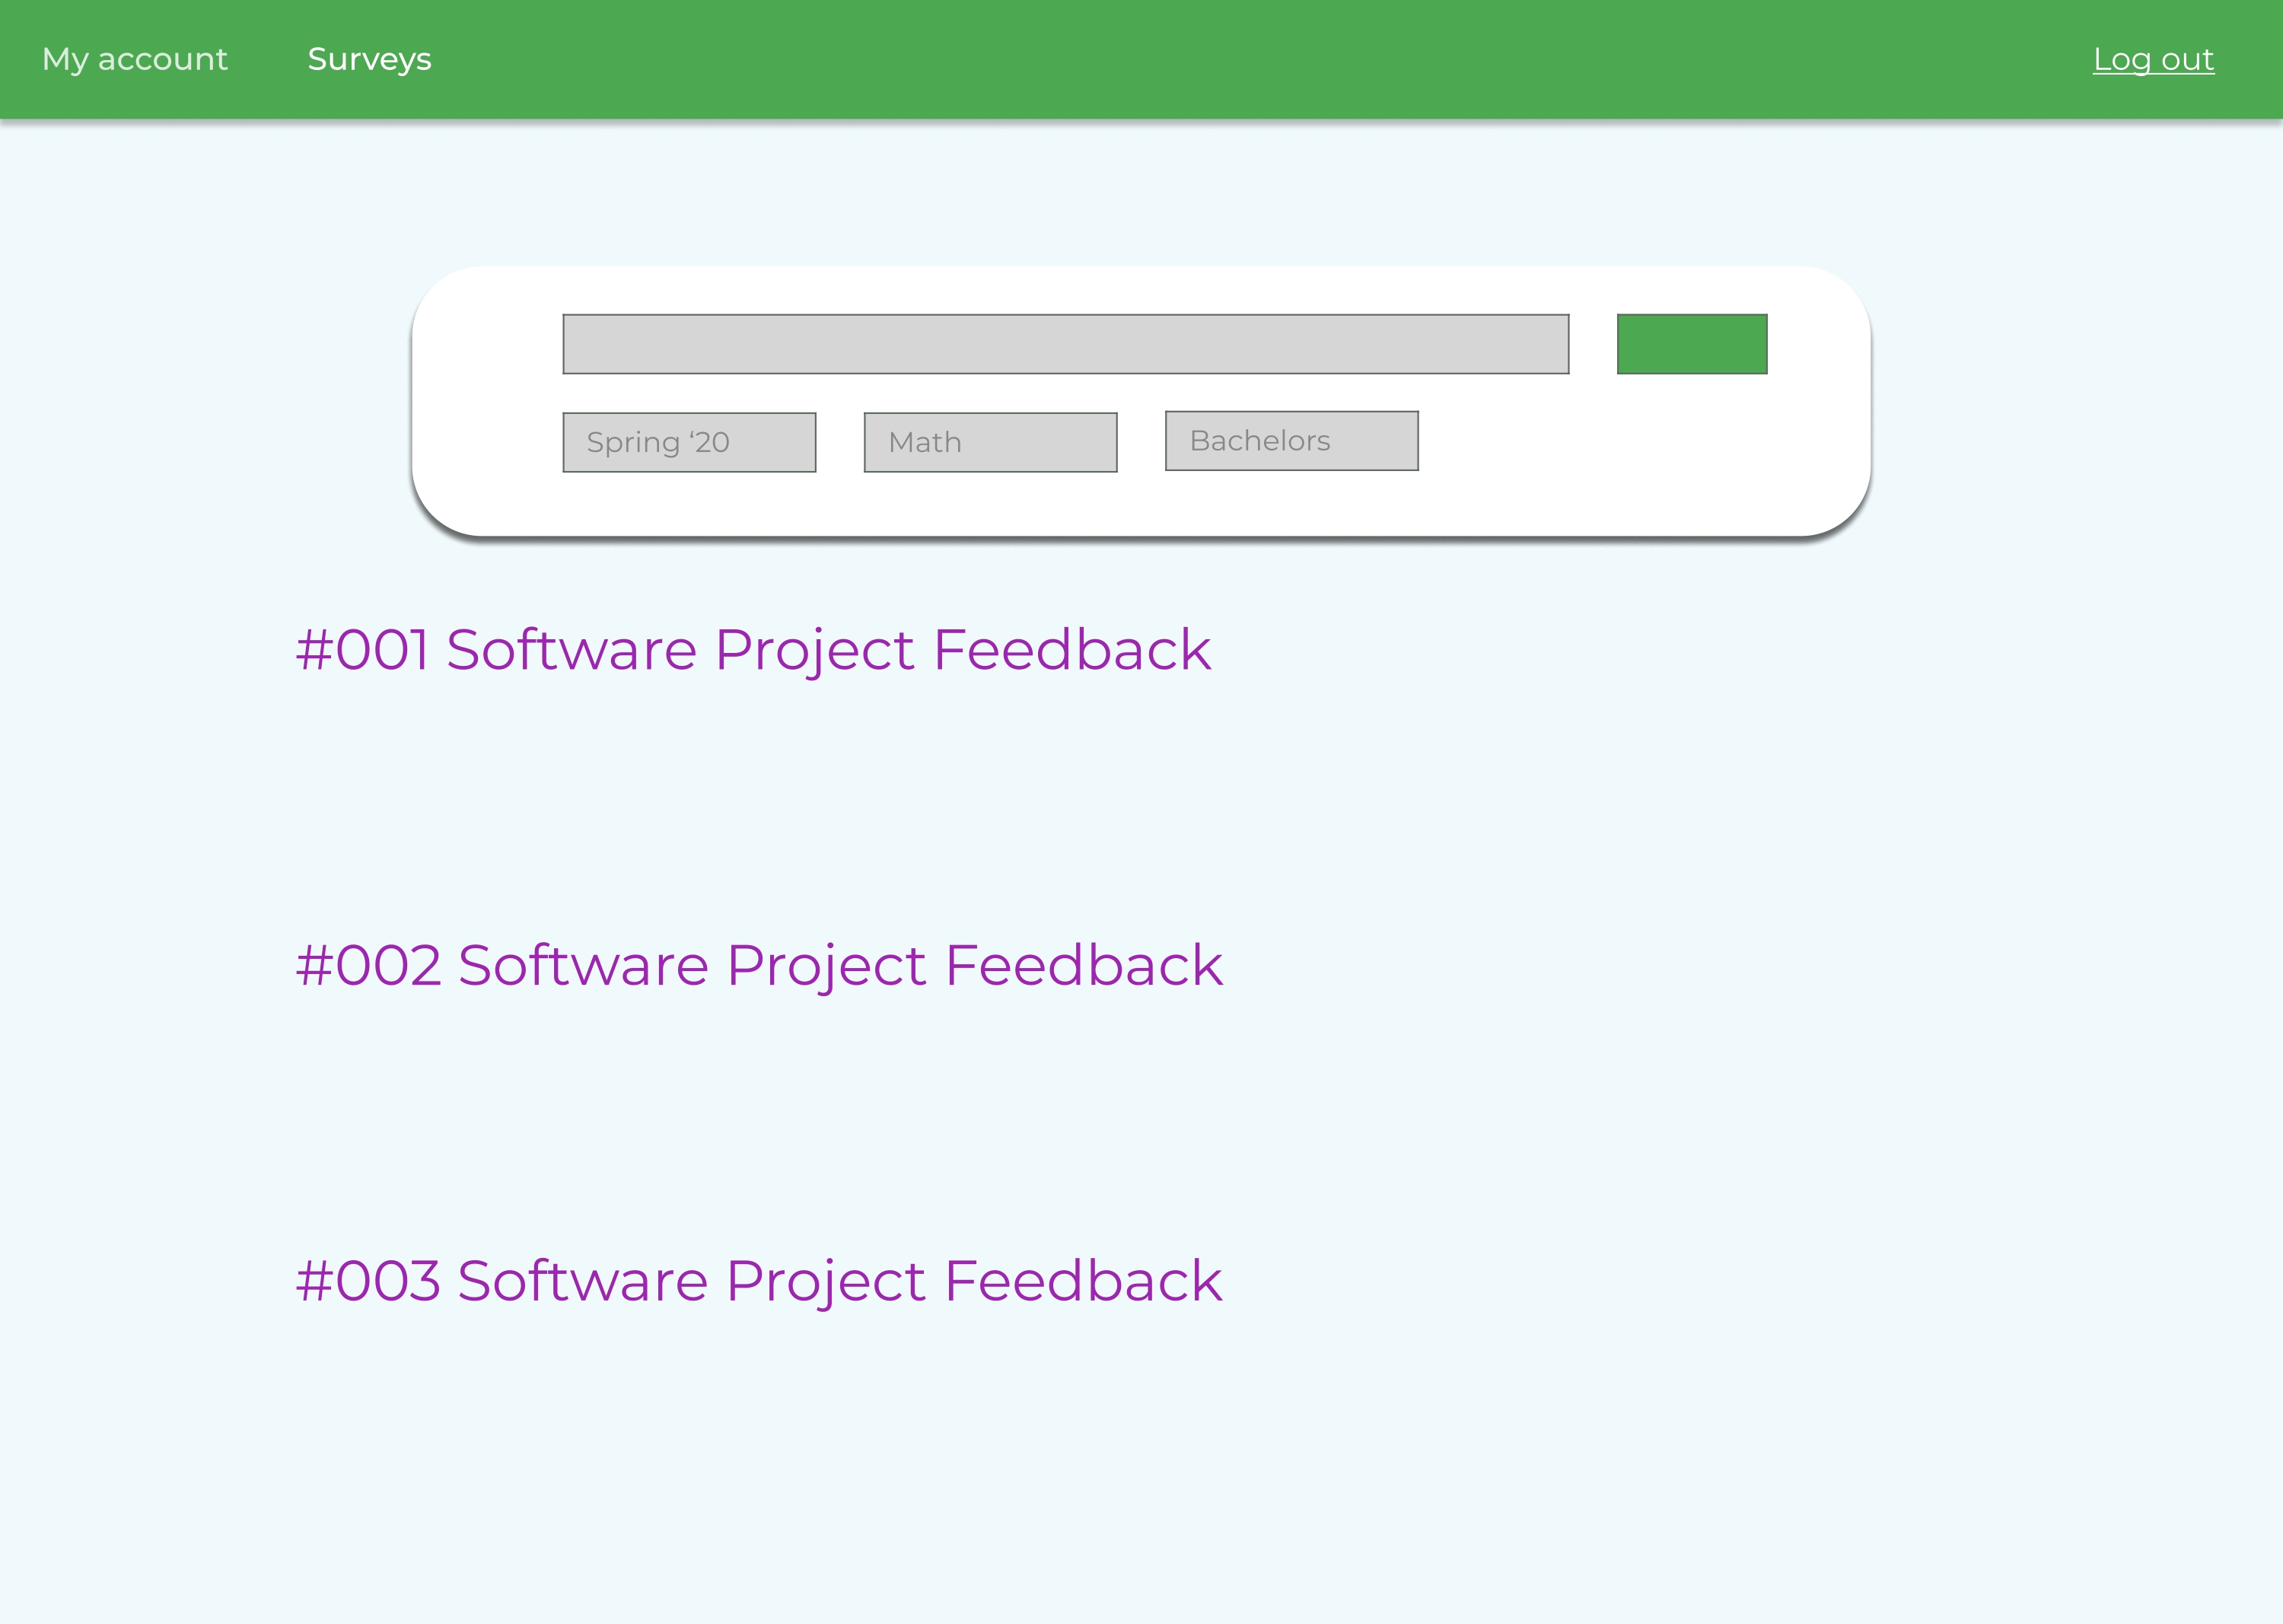 My account Surveys Log out
Spring ‘20 Math Bachelors
#001 Software Project Feedback
#002 Software Project Feedback
#003 Software Project Feedback